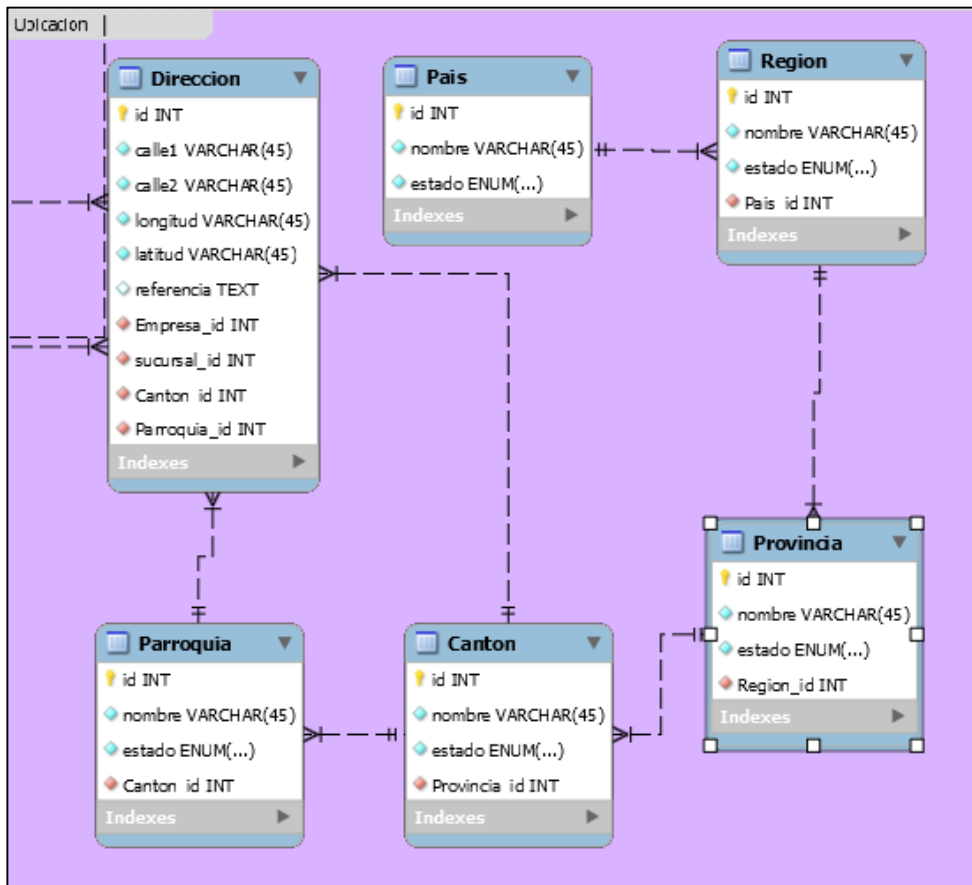 Ubicacion
Direccion
id INT
calle1 VARCHAR(45)
calle2 VARCHAR(45)
longitud VARCHAR(45)
latitud VARCHAR(45)
referencia TEXT
Empresa_id INT
sucursal_id INT
Canton_id INT
Parroquia_id INT
Indexes
Pais
id INT
nombre VARCHAR(45)
estado ENUM(...)
Indexes
Region
id INT
nombre VARCHAR(45)
estado ENUM(...)
Pais_id INT
Indexes
Parroquia
id INT
nombre VARCHAR(45)
estado ENUM(...)
Canton_id INT
Indexes
Canton
id INT
nombre VARCHAR(45)
estado ENUM(...)
Provincia_id INT
Indexes
Provincia
id INT
nombre VARCHAR(45)
estado ENUM(...)
Region_id INT
Indexes